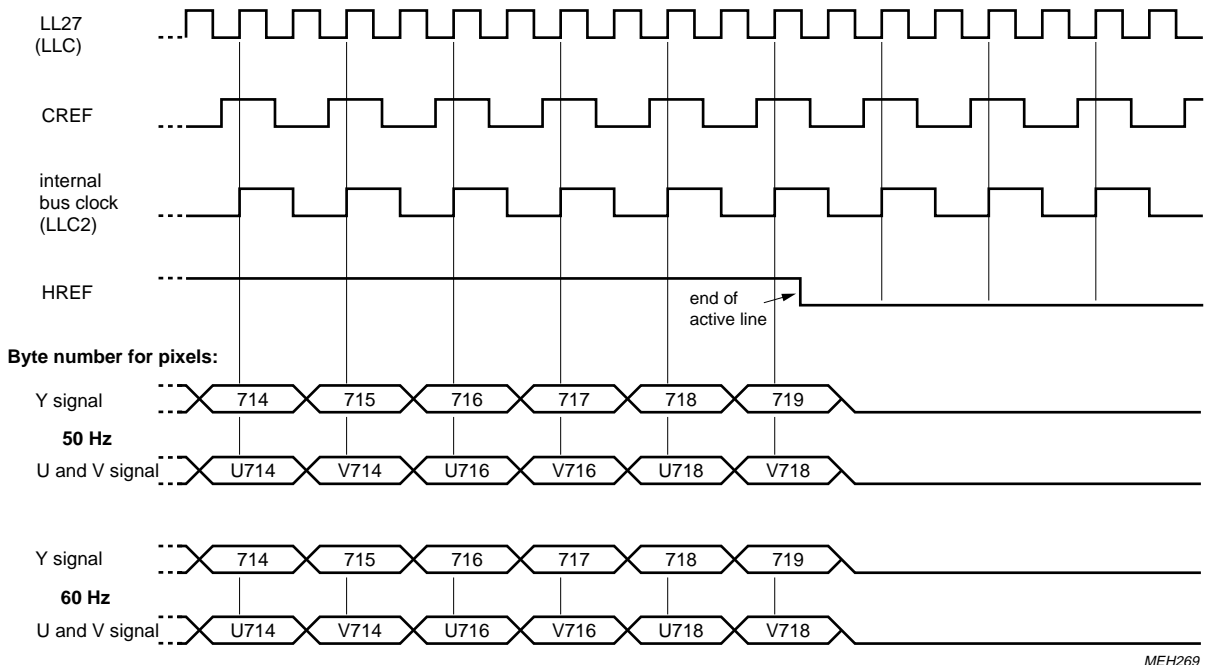 LL27
(LLC)
CREF
internal
bus clock
(LLC2)
HREF
end of
active line
Byte number for pixels:
Y signal
714 715 716 717 718 719
50 Hz
U and V signal
U714 V714 U716 V716 U718 V718
Y signal
714 715 716 717 718 719
60 Hz
U and V signal
U714 V714 U716 V716 U718 V718
MEH269